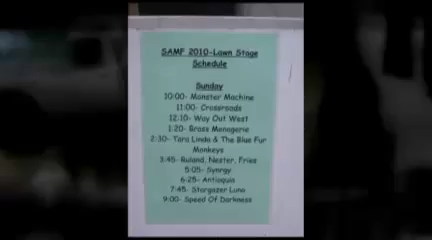 SAMF 2010-Lawn Stage
Schedule
Sunday
10:00- Monster Machine
11:00- Crossroads
12:10- Way Out West
1:20- Brass Menagerie
2:30- Tara Linda & The Blue Fur
Monkeys
3:45- Ruland, Nester, Fries
5:05- Synrgy
6:25- Antioquia
7:45- Stargazer Luna
9:00- Speed Of Darkness